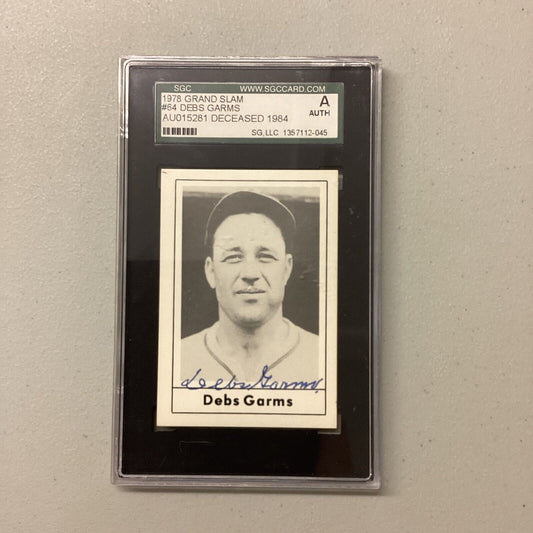 SGC WWW.SGCCARD.COM
1978 GRAND SLAM
#64 DEBS GARMS
AU015281 DECEASED 1984
A
AUTH
SG,LLC 1357112-045
Debs Garms
Debs Garms